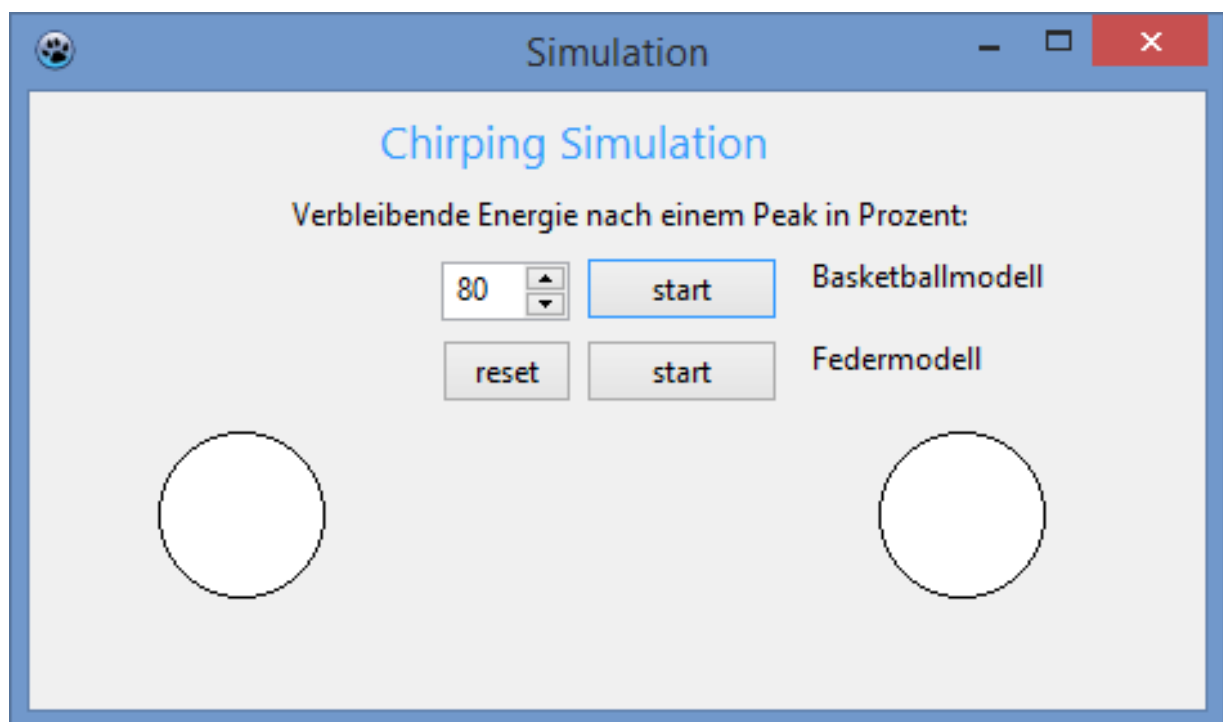 Simulation
Chirping Simulation
Verbleibende Energie nach einem Peak in Prozent:
80 start Basketballmodell
reset start Federmodell